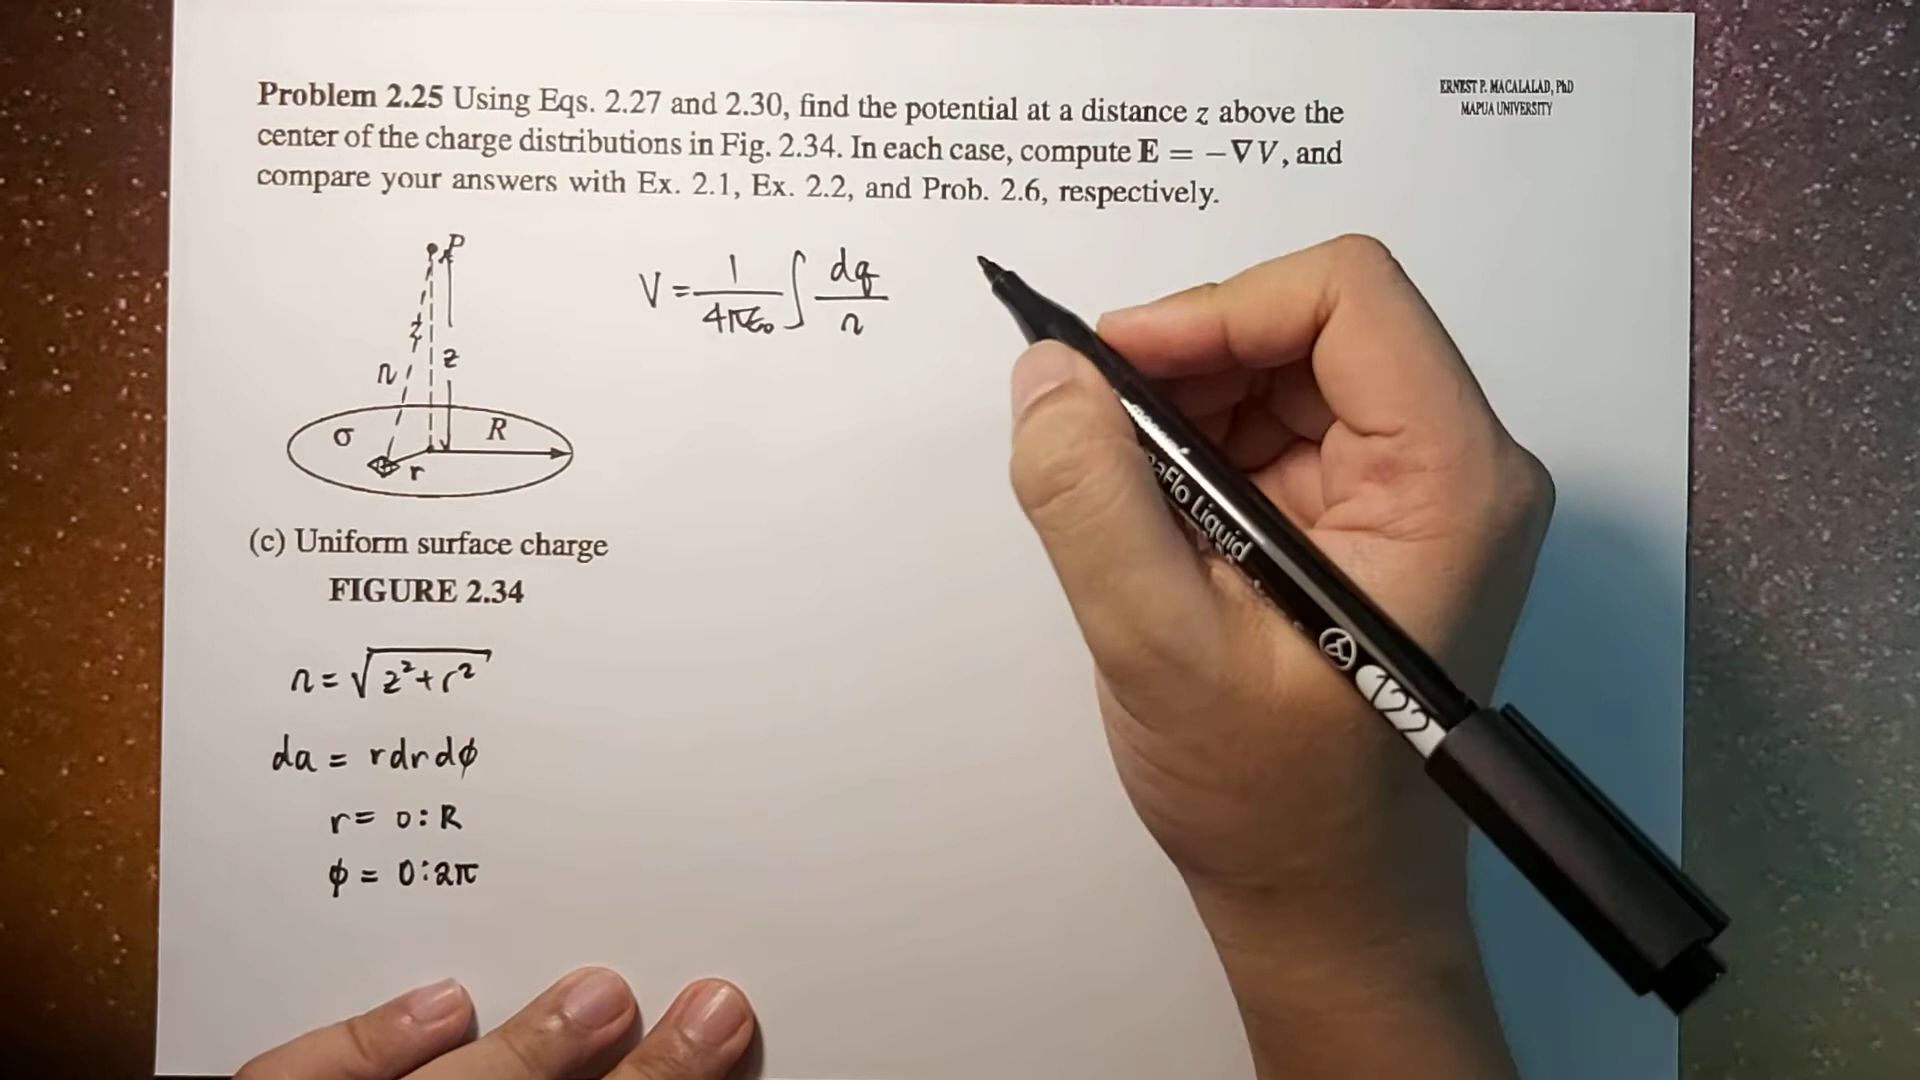 Problem 2.25 Using Eqs. 2.27 and 2.30, find the potential at a distance z above the
center of the charge distributions in Fig. 2.34. In each case, compute E = −∇V, and
compare your answers with Ex. 2.1, Ex. 2.2, and Prob. 2.6, respectively.
ERNEST P. MACALALAD, PhD
MAPUA UNIVERSITY
P
z
r
σ
R
r
V = 1/4πε₀ ∫ dq/r
(c) Uniform surface charge
FIGURE 2.34
r = √z²+r²
da = rdrdϕ
r = 0:R
ϕ = 0:2π
Flo Liquid
122